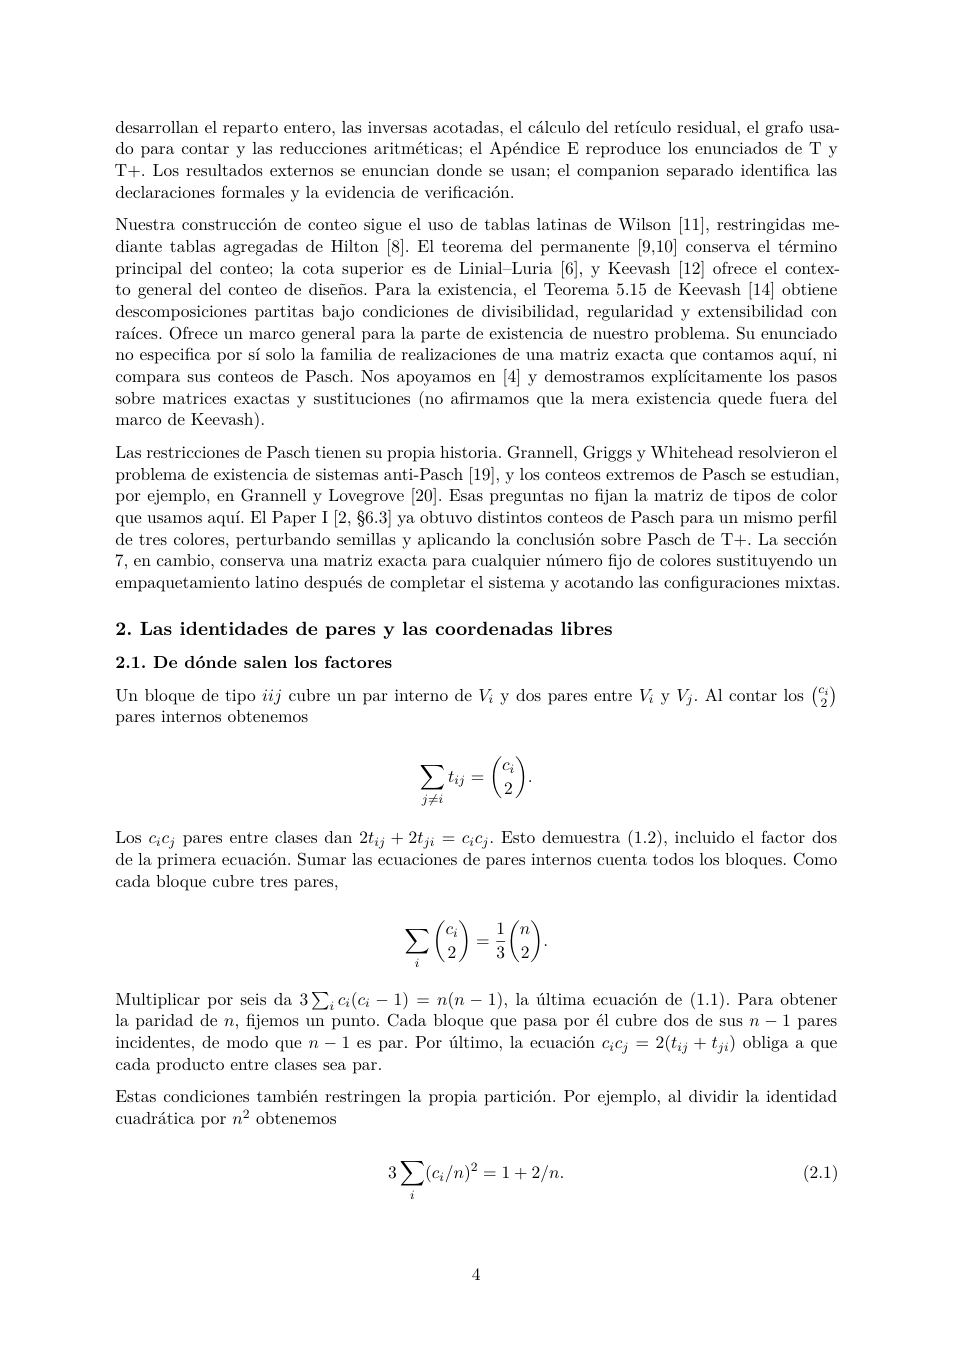 desarrollan el reparto entero, las inversas acotadas, el cálculo del retículo residual, el grafo usa-
do para contar y las reducciones aritméticas; el Apéndice E reproduce los enunciados de T y
T+. Los resultados externos se enuncian donde se usan; el companion separado identifica las
declaraciones formales y la evidencia de verificación.
Nuestra construcción de conteo sigue el uso de tablas latinas de Wilson [11], restringidas me-
diante tablas agregadas de Hilton [8]. El teorema del permanente [9,10] conserva el término
principal del conteo; la cota superior es de Linial–Luria [6], y Keevash [12] ofrece el contex-
to general del conteo de diseños. Para la existencia, el Teorema 5.15 de Keevash [14] obtiene
descomposiciones partitas bajo condiciones de divisibilidad, regularidad y extensibilidad con
raíces. Ofrece un marco general para la parte de existencia de nuestro problema. Su enunciado
no especifica por sí solo la familia de realizaciones de una matriz exacta que contamos aquí, ni
compara sus conteos de Pasch. Nos apoyamos en [4] y demostramos explícitamente los pasos
sobre matrices exactas y sustituciones (no afirmamos que la mera existencia quede fuera del
marco de Keevash).
Las restricciones de Pasch tienen su propia historia. Grannell, Griggs y Whitehead resolvieron el
problema de existencia de sistemas anti-Pasch [19], y los conteos extremos de Pasch se estudian,
por ejemplo, en Grannell y Lovegrove [20]. Esas preguntas no fijan la matriz de tipos de color
que usamos aquí. El Paper I [2, §6.3] ya obtuvo distintos conteos de Pasch para un mismo perfil
de tres colores, perturbando semillas y aplicando la conclusión sobre Pasch de T+. La sección
7, en cambio, conserva una matriz exacta para cualquier número fijo de colores sustituyendo un
empaquetamiento latino después de completar el sistema y acotando las configuraciones mixtas.
2. Las identidades de pares y las coordenadas libres
2.1. De dónde salen los factores
Un bloque de tipo $iij$ cubre un par interno de $V_i$ y dos pares entre $V_i$ y $V_j$. Al contar los $\binom{c_i}{2}$
pares internos obtenemos
$$\sum_{j \neq i} t_{ij} = \binom{c_i}{2}.$$
Los $c_i c_j$ pares entre clases dan $2t_{ij} + 2t_{ji} = c_i c_j$. Esto demuestra (1.2), incluido el factor dos
de la primera ecuación. Sumar las ecuaciones de pares internos cuenta todos los bloques. Como
cada bloque cubre tres pares,
$$\sum_i \binom{c_i}{2} = \frac{1}{3}\binom{n}{2}.$$
Multiplicar por seis da $3\sum_i c_i(c_i - 1) = n(n - 1)$, la última ecuación de (1.1). Para obtener
la paridad de $n$, fijemos un punto. Cada bloque que pasa por él cubre dos de sus $n - 1$ pares
incidentes, de modo que $n - 1$ es par. Por último, la ecuación $c_i c_j = 2(t_{ij} + t_{ji})$ obliga a que
cada producto entre clases sea par.
Estas condiciones también restringen la propia partición. Por ejemplo, al dividir la identidad
cuadrática por $n^2$ obtenemos
$$3\sum_i (c_i/n)^2 = 1 + 2/n. \quad (2.1)$$
4